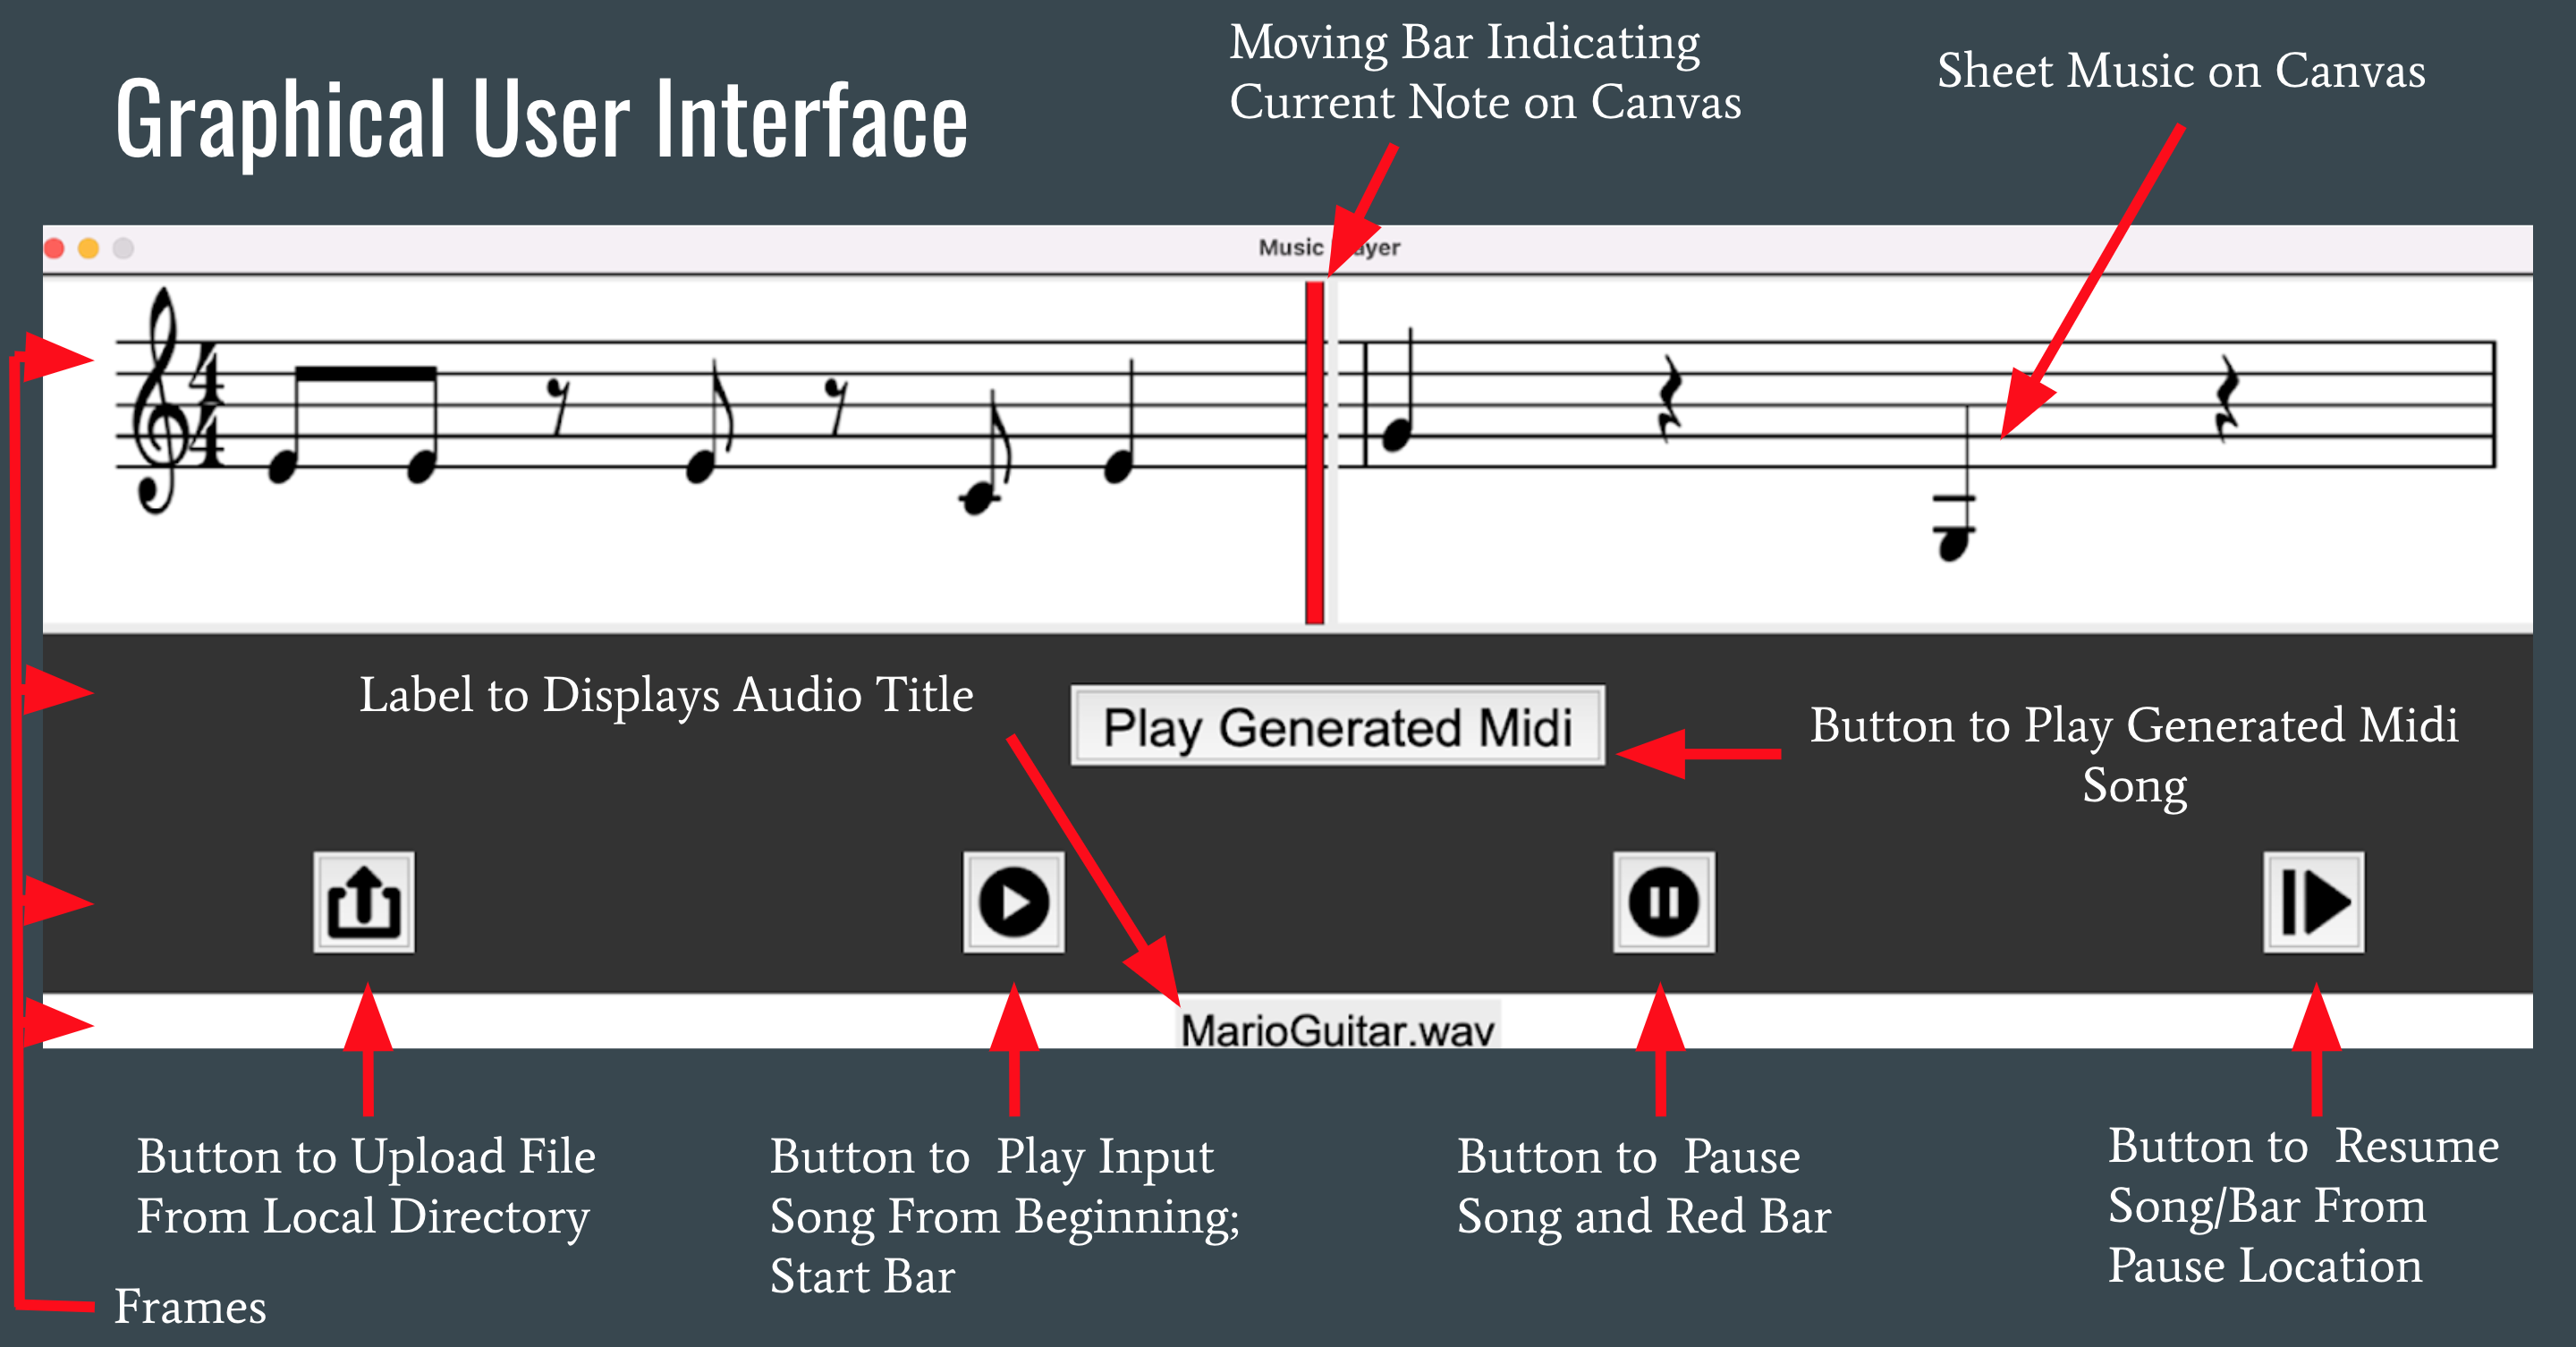 Graphical User Interface
Moving Bar Indicating
Current Note on Canvas
Sheet Music on Canvas
Music ayer
4
4
Label to Displays Audio Title
Play Generated Midi
Button to Play Generated Midi
Song
MarioGuitar.wav
Button to Upload File
From Local Directory
Button to  Play Input
Song From Beginning;
Start Bar
Button to  Pause
Song and Red Bar
Button to  Resume
Song/Bar From
Pause Location
Frames